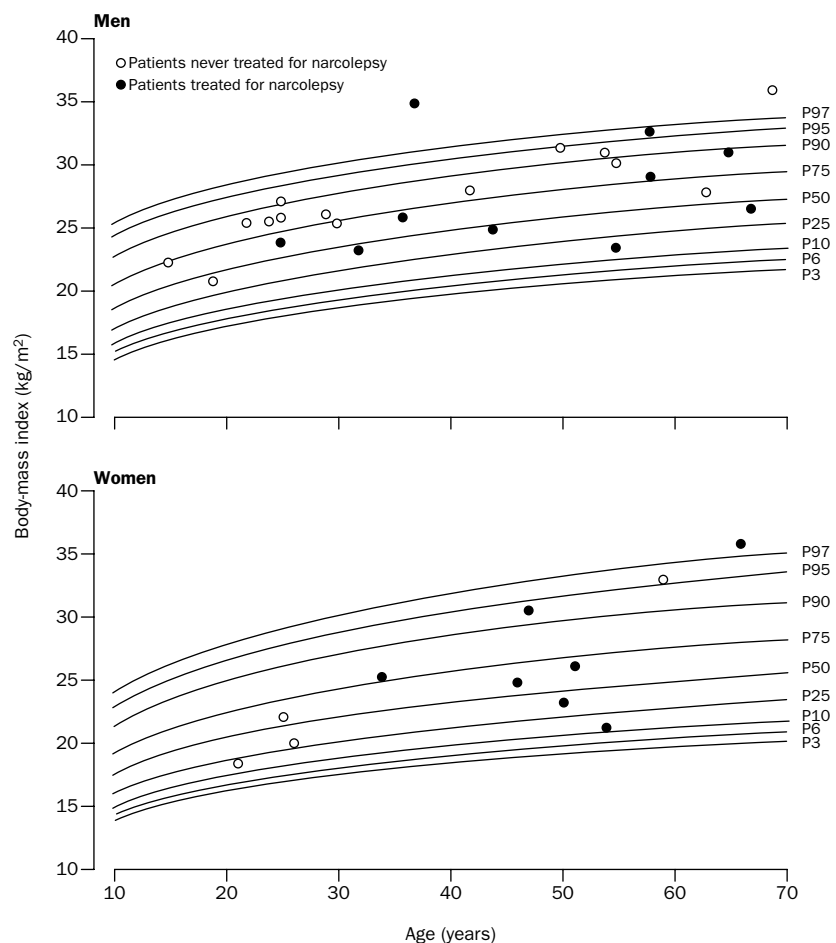 Men
40
Patients never treated for narcolepsy
Patients treated for narcolepsy
35
P97
P95
P90
30
P75
P50
25
P25
P10
P6
20
P3
15
10
Body-mass index (kg/m²)
Women
40
35
P97
P95
30
P90
P75
25
P50
P25
20
P10
P6
P3
15
10
10 20 30 40 50 60 70
Age (years)